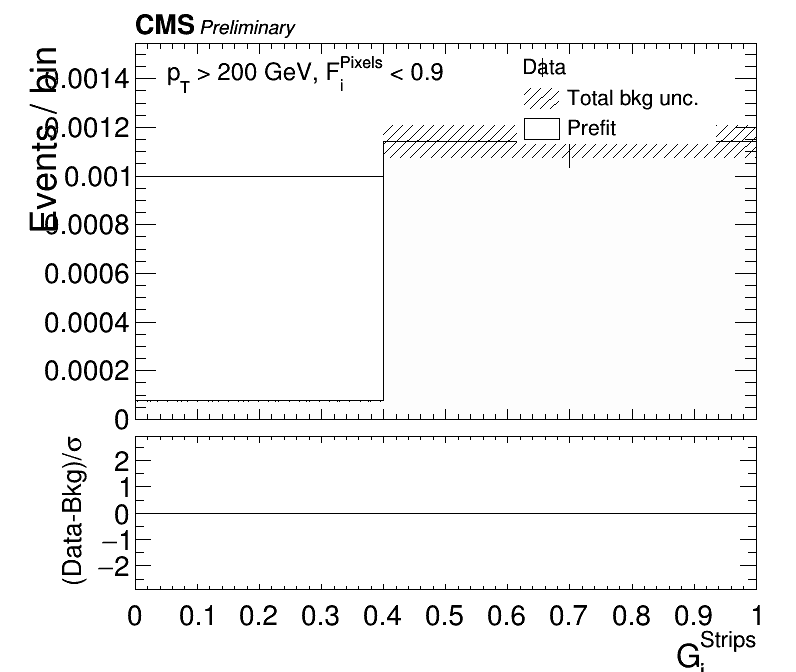 CMS Preliminary
Events / bin
0.0014
0.0012
0.001
0.0008
0.0006
0.0004
0.0002
0
p_T > 200 GeV, F_i^Pixels < 0.9
Data
Total bkg unc.
Prefit
(Data-Bkg)/σ
2
1
0
−1
−2
0 0.1 0.2 0.3 0.4 0.5 0.6 0.7 0.8 0.9 1
G_i^Strips